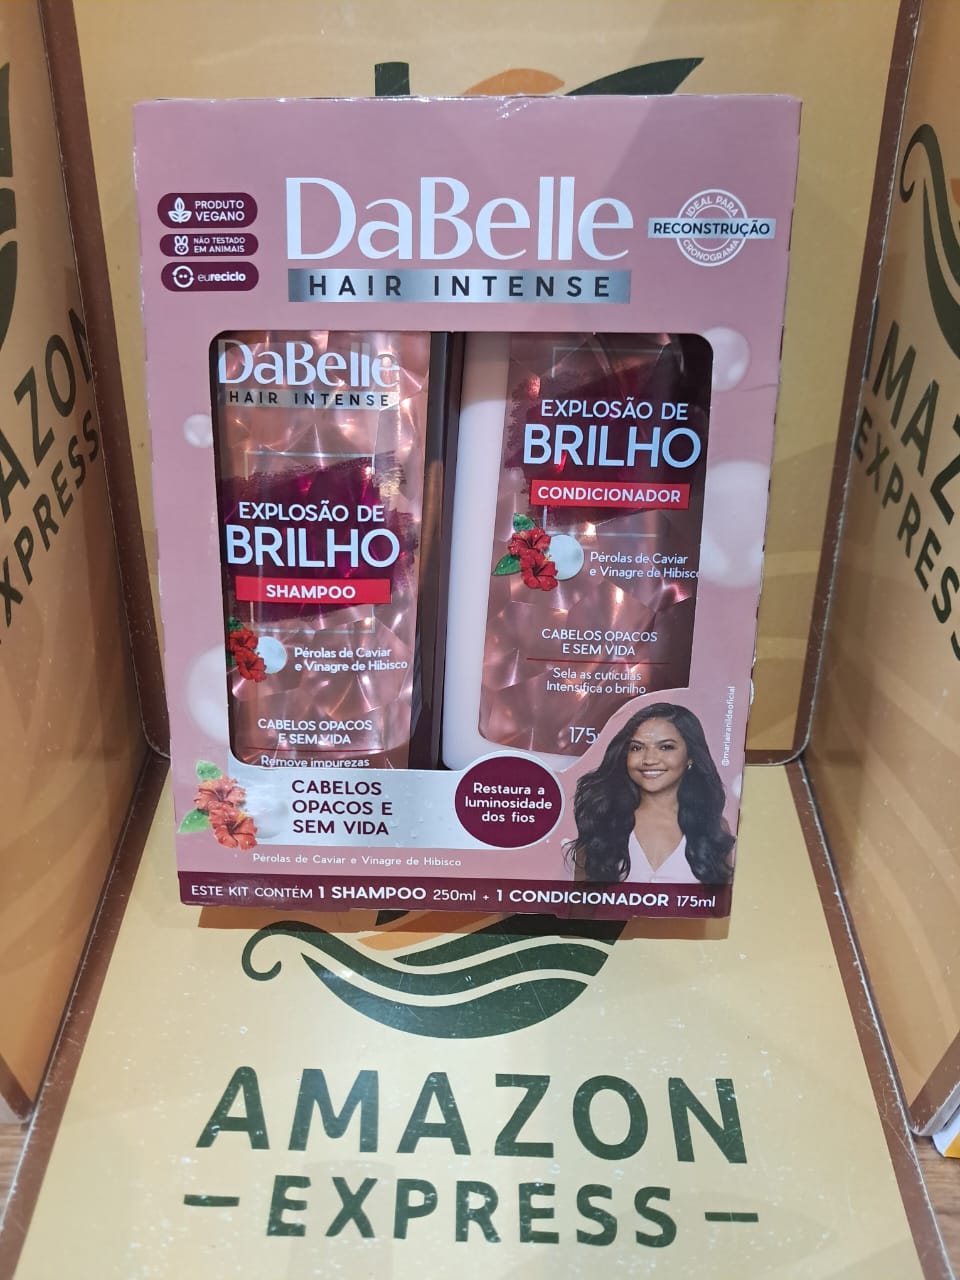 PRODUTO
VEGANO
NÃO TESTADO
EM ANIMAIS
eureciclo
DaBelle
HAIR INTENSE
IDEAL PARA
RECONSTRUÇÃO
CRONOGRAMA
DaBelle
HAIR INTENSE
EXPLOSÃO DE
BRILHO
SHAMPOO
Pérolas de Caviar
e Vinagre de Hibisco
CABELOS OPACOS
E SEM VIDA
Remove impurezas
EXPLOSÃO DE
BRILHO
CONDICIONADOR
Pérolas de Caviar
e Vinagre de Hibisco
CABELOS OPACOS
E SEM VIDA
Sela as cutículas
Intensifica o brilho
175
@mariairanildeoficial
CABELOS
OPACOS E
SEM VIDA
Restaura a
luminosidade
dos fios
Pérolas de Caviar e Vinagre de Hibisco
ESTE KIT CONTÉM 1 SHAMPOO 250ml + 1 CONDICIONADOR 175ml
AMAZON
EXPRESS
AMAZON
EXPRESS
AMAZON
– EXPRESS –